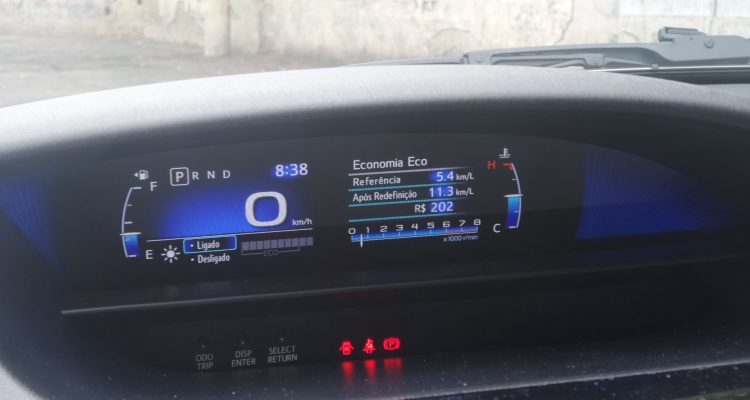 P R N D 8:38
F
0
km/h
E
• Ligado
• Desligado
ECO
Economia Eco
Referência 5.4 km/L
Após Redefinição 11.3 km/L
R$ 202
0 1 2 3 4 5 6 7 8
x1000 r/min
H
C
ODO
TRIP
DISP
ENTER
SELECT
RETURN
P